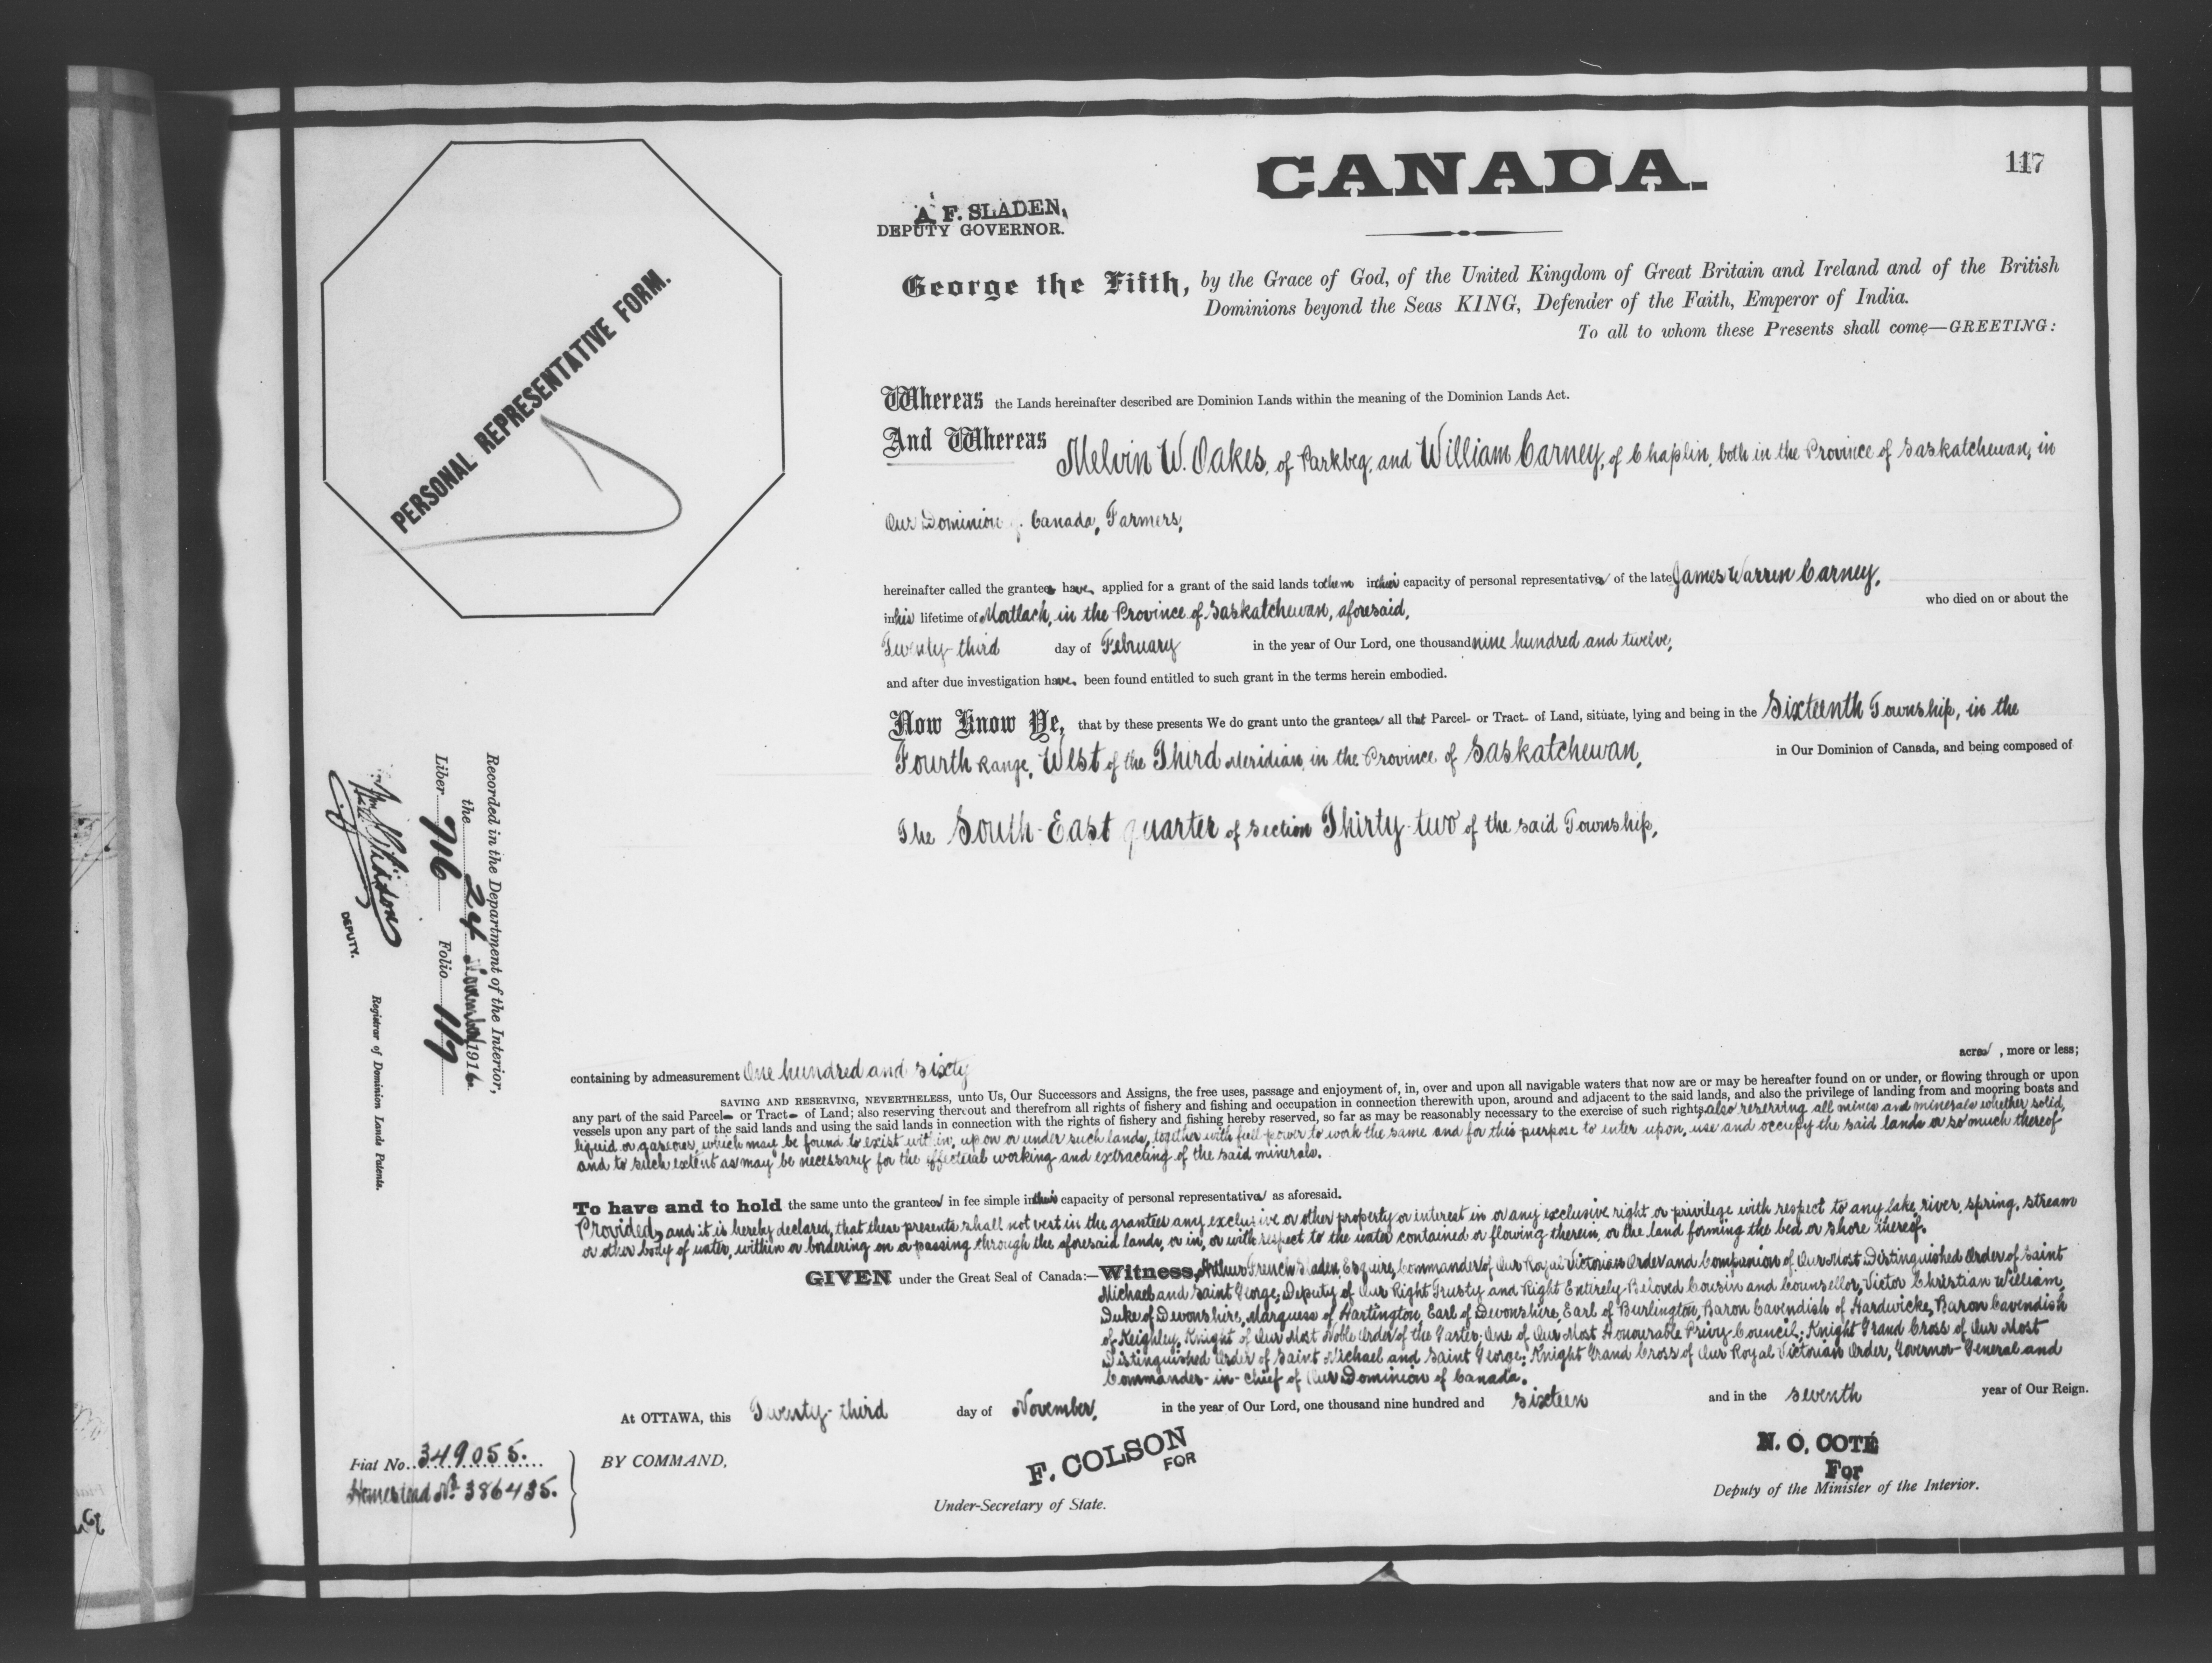 117
CANADA.
A. F. SLADEN,
DEPUTY GOVERNOR.
PERSONAL REPRESENTATIVE FORM.
George the Fifth, by the Grace of God, of the United Kingdom of Great Britain and Ireland and of the British
Dominions beyond the Seas KING, Defender of the Faith, Emperor of India.
To all to whom these Presents shall come—GREETING:
Whereas the Lands hereinafter described are Dominion Lands within the meaning of the Dominion Lands Act.
And Whereas Melvin W. Oakes, of Parkbeg, and William Carney, of Chaplin, both in the Province of Saskatchewan, in
Our Dominion of Canada, Farmers,
hereinafter called the grantees have applied for a grant of the said lands to them in their capacity of personal representatives of the late James Warren Carney,
in his lifetime of Mortlach, in the Province of Saskatchewan, aforesaid, who died on or about the
Twenty-third day of February in the year of Our Lord, one thousand nine hundred and twelve,
and after due investigation have been found entitled to such grant in the terms herein embodied.
Now Know Ye, that by these presents We do grant unto the grantees all that Parcel or Tract of Land, situate, lying and being in the Sixteenth Township, in the
Fourth Range, West of the Third Meridian, in the Province of Saskatchewan, in Our Dominion of Canada, and being composed of
The South-East quarter of Section Thirty-two of the said Township,
containing by admeasurement One hundred and sixty acres, more or less;
SAVING AND RESERVING, NEVERTHELESS, unto Us, Our Successors and Assigns, the free uses, passage and enjoyment of, in, over and upon all navigable waters that now are or may be hereafter found on or under, or flowing through or upon
any part of the said Parcel or Tract of Land; also reserving thereout and therefrom all rights of fishery and fishing and occupation in connection therewith upon, around and adjacent to the said lands, and also the privilege of landing from and mooring boats and
vessels upon any part of the said lands and using the said lands in connection with the rights of fishery and fishing hereby reserved, so far as may be reasonably necessary to the exercise of such rights, also reserving all mines and minerals whether solid,
liquid or gaseous, which may be found to exist within, upon or under such lands, together with full power to work the same and for this purpose to enter upon, use and occupy the said lands or so much thereof
and to such extent as may be necessary for the effectual working and extracting of the said minerals.
To have and to hold the same unto the grantees in fee simple in their capacity of personal representatives as aforesaid.
Provided, and it is hereby declared, that these presents shall not vest in the grantees any exclusive or other property or interest in or any exclusive right or privilege with respect to any lake, river, spring, stream
or other body of water, within or bordering on or passing through the aforesaid lands, or in, or with respect to the water contained or flowing therein, or the land forming the bed or shore thereof.
GIVEN under the Great Seal of Canada:—Witness, Arthur French Sladen, Esquire, Commander of Our Royal Victorian Order and Companion of Our Most Distinguished Order of Saint
Michael and Saint George, Deputy of Our Right Trusty and Right Entirely Beloved Cousin and Counsellor, Victor Christian William,
Duke of Devonshire, Marquess of Hartington, Earl of Devonshire, Earl of Burlington, Baron Cavendish of Hardwicke, Baron Cavendish
of Keighley, Knight of Our Most Noble Order of the Garter; One of Our Most Honourable Privy Council; Knight Grand Cross of Our Most
Distinguished Order of Saint Michael and Saint George; Knight Grand Cross of Our Royal Victorian Order, Governor-General and
Commander-in-Chief of Our Dominion of Canada.
At OTTAWA, this Twenty-third day of November, in the year of Our Lord, one thousand nine hundred and sixteen and in the seventh year of Our Reign.
BY COMMAND,
F. COLSON
FOR
Under-Secretary of State.
N. O. COTÉ
For
Deputy of the Minister of the Interior.
Fiat No. 349055.
Homestead No. 386435.
Recorded in the Department of the Interior,
the 24 November 1916
Liber 716 Folio 117
DEPUTY.
Registrar of Dominion Lands Patents.